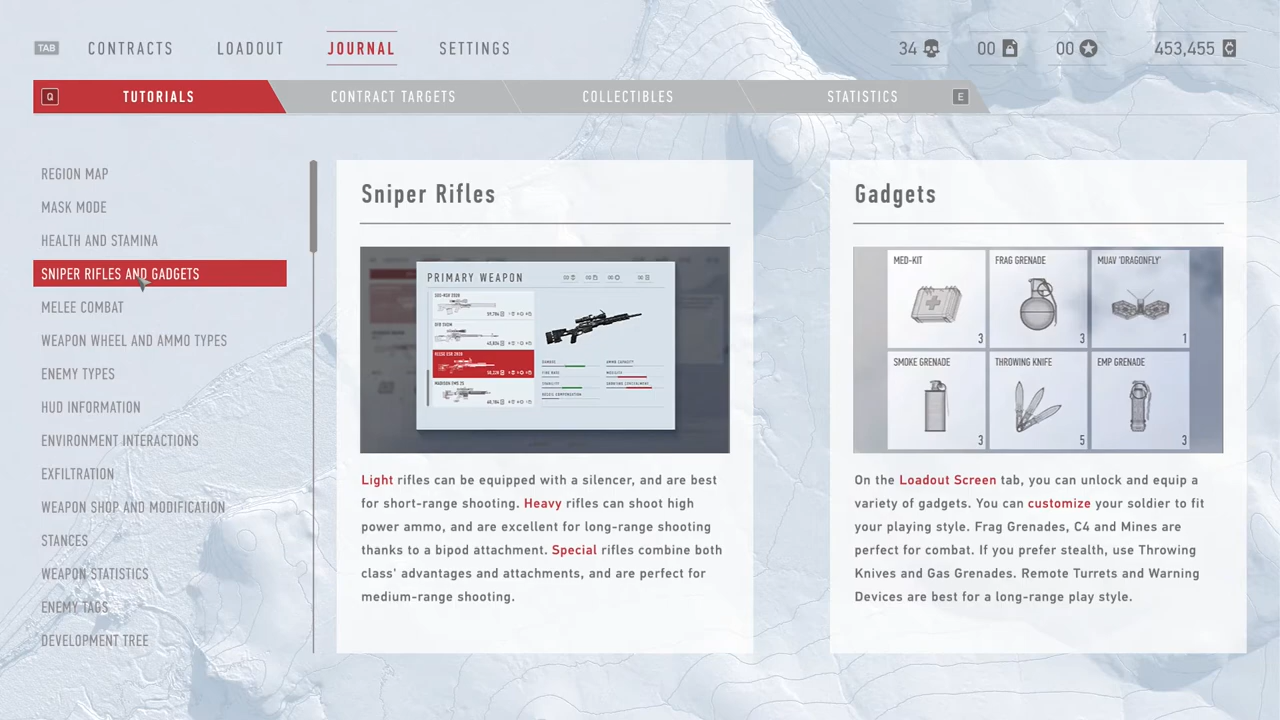 TAB CONTRACTS LOADOUT JOURNAL SETTINGS 34 00 00 453,455
Q TUTORIALS CONTRACT TARGETS COLLECTIBLES STATISTICS E
REGION MAP
MASK MODE
HEALTH AND STAMINA
SNIPER RIFLES AND GADGETS
MELEE COMBAT
WEAPON WHEEL AND AMMO TYPES
ENEMY TYPES
HUD INFORMATION
ENVIRONMENT INTERACTIONS
EXFILTRATION
WEAPON SHOP AND MODIFICATION
STANCES
WEAPON STATISTICS
ENEMY TAGS
DEVELOPMENT TREE
Sniper Rifles
PRIMARY WEAPON
Light rifles can be equipped with a silencer, and are best
for short-range shooting. Heavy rifles can shoot high
power ammo, and are excellent for long-range shooting
thanks to a bipod attachment. Special rifles combine both
class' advantages and attachments, and are perfect for
medium-range shooting.
Gadgets
MED-KIT FRAG GRENADE MUAV 'DRAGONFLY'
3 3 1
SMOKE GRENADE THROWING KNIFE EMP GRENADE
3 5 3
On the Loadout Screen tab, you can unlock and equip a
variety of gadgets. You can customize your soldier to fit
your playing style. Frag Grenades, C4 and Mines are
perfect for combat. If you prefer stealth, use Throwing
Knives and Gas Grenades. Remote Turrets and Warning
Devices are best for a long-range play style.